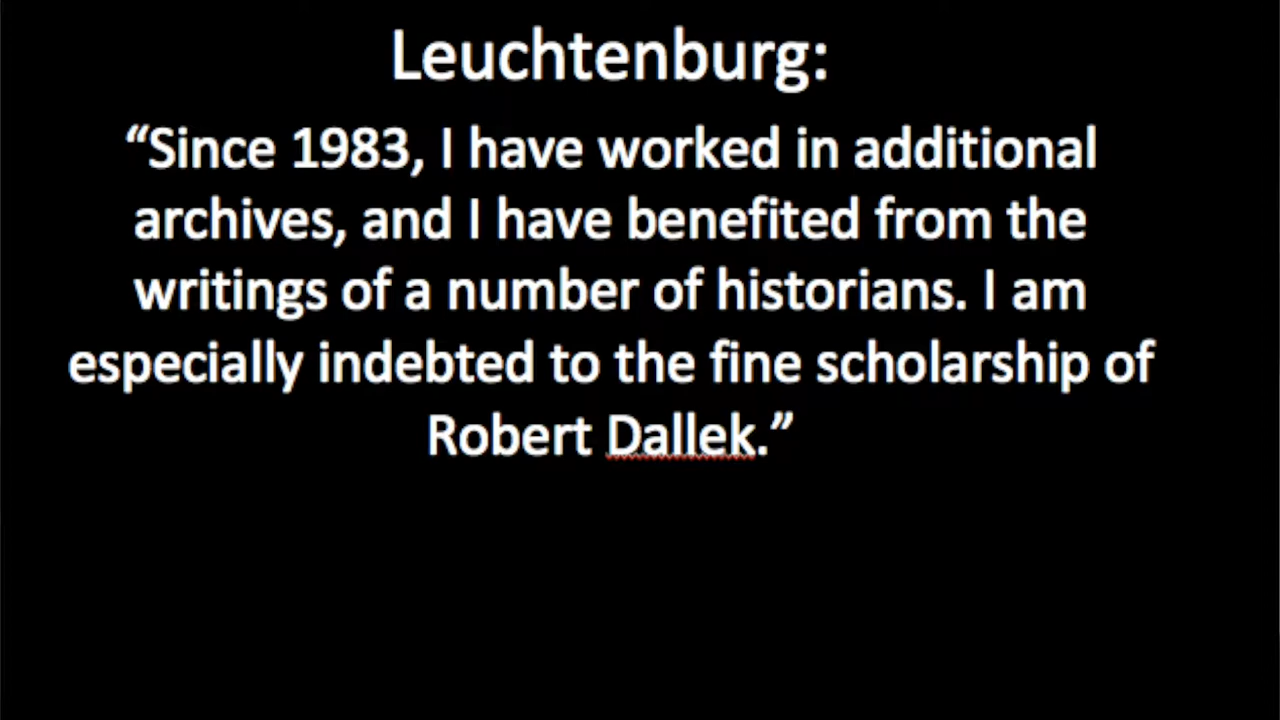 Leuchtenburg:
“Since 1983, I have worked in additional
archives, and I have benefited from the
writings of a number of historians. I am
especially indebted to the fine scholarship of
Robert Dallek.”